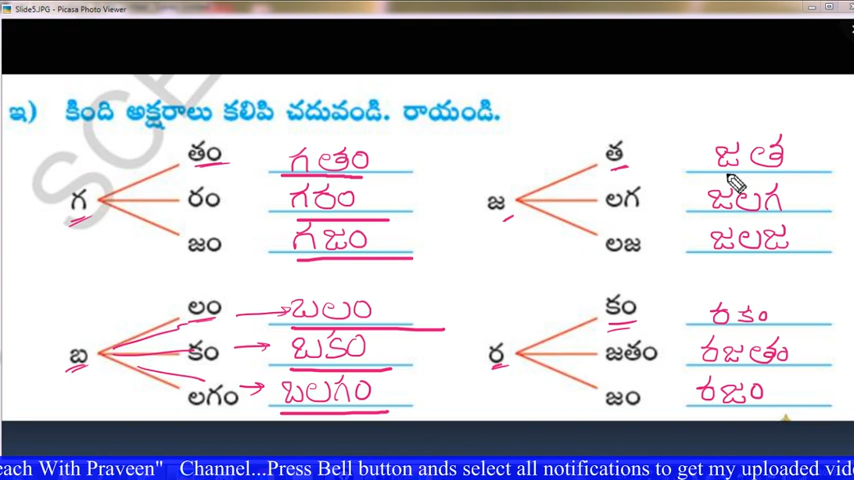 Slide5.JPG - Picasa Photo Viewer
ఇ) కింది అక్షరాలు కలిపి చదువండి. రాయండి.
గ
తం గతం
రం గరం
జం గజం
జ
త జత
లగ జలగ
లజ జలజ
బ
లం బలం
కం బకం
లగం బలగం
ర
కం రకం
జతం రజతం
జం రజం
each With Praveen" Channel...Press Bell button ands select all notifications to get my uploaded vide